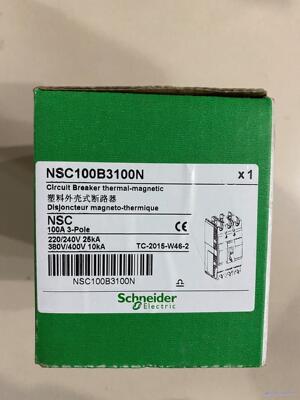 NSC100B3100N
x 1
Circuit Breaker thermal-magnetic
塑料外壳式断路器
Disjoncteur magneto-thermique
NSC
100A 3-Pole
CE
220/240V 25kA
380V/400V 10kA
TC-2015-W46-2
NSC100B3100N
Schneider
Electric